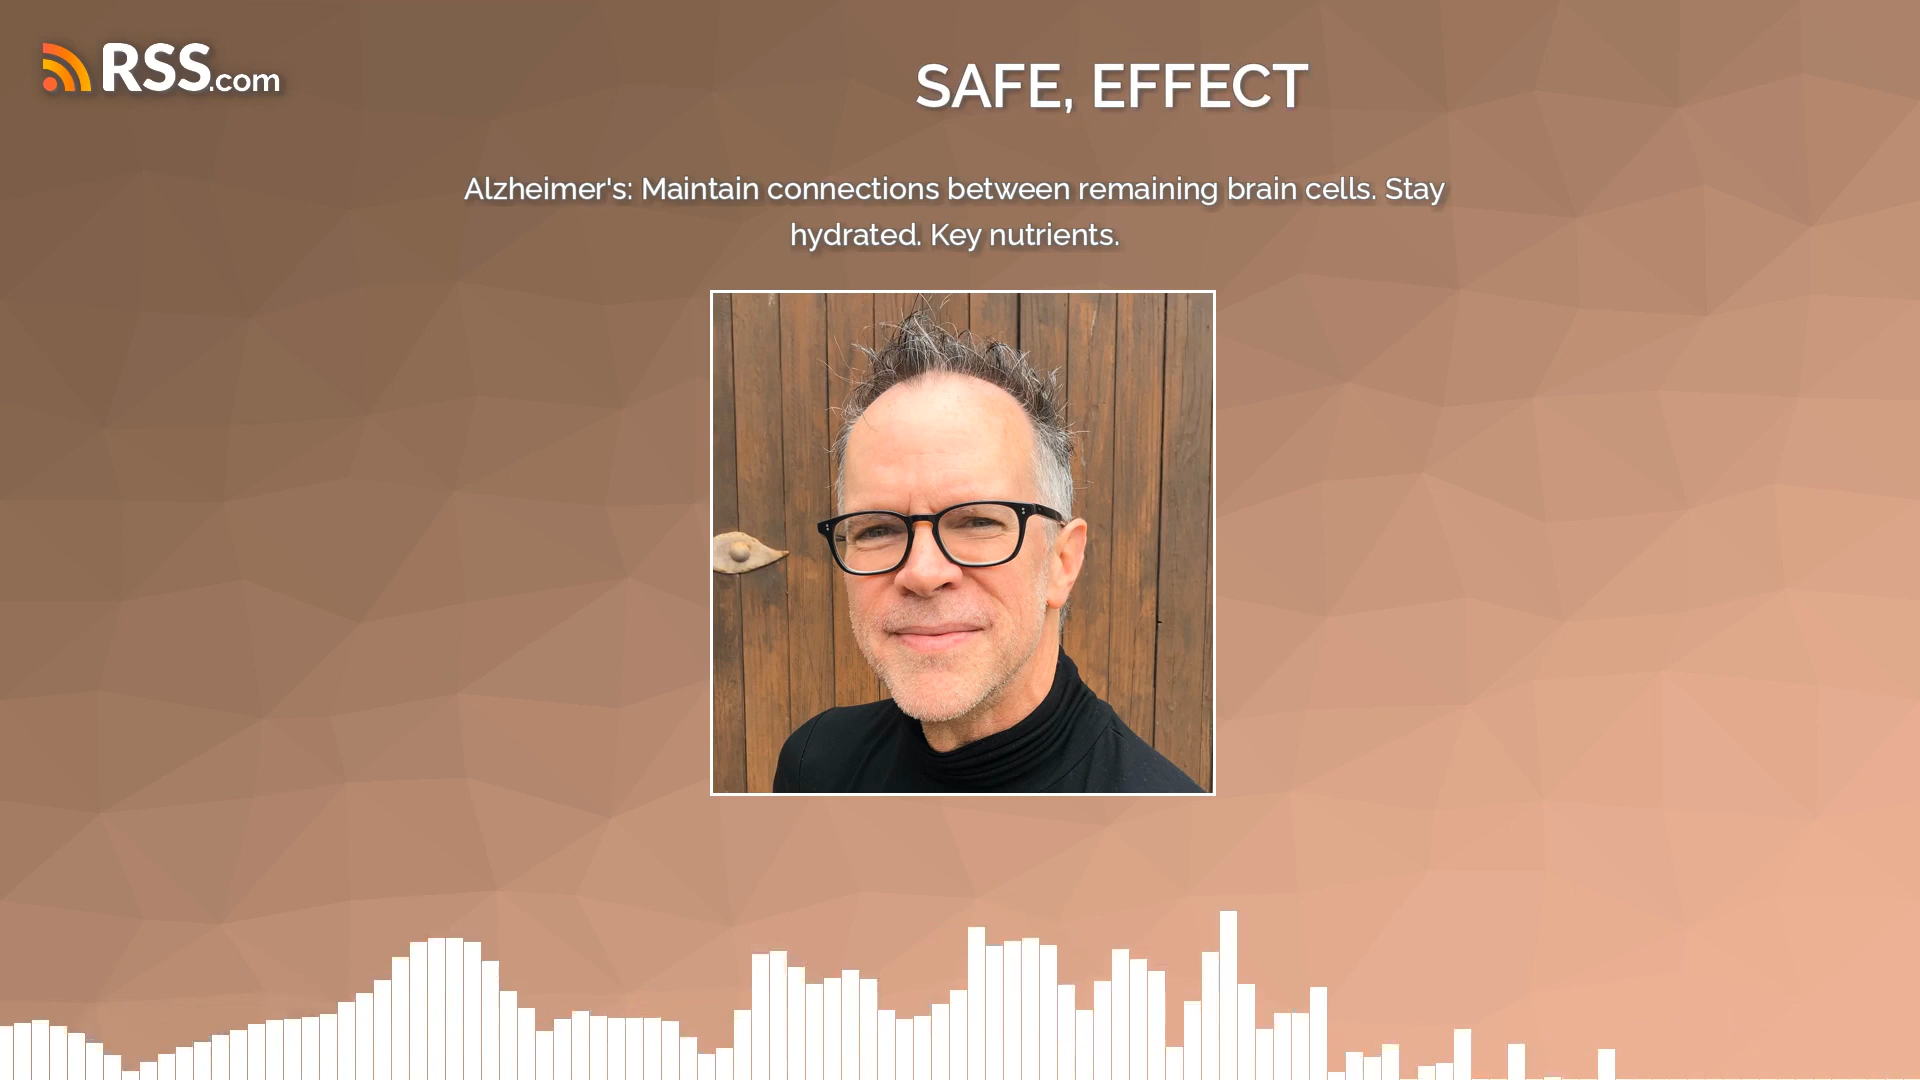 RSS.com
SAFE, EFFECT
Alzheimer's: Maintain connections between remaining brain cells. Stay
hydrated. Key nutrients.